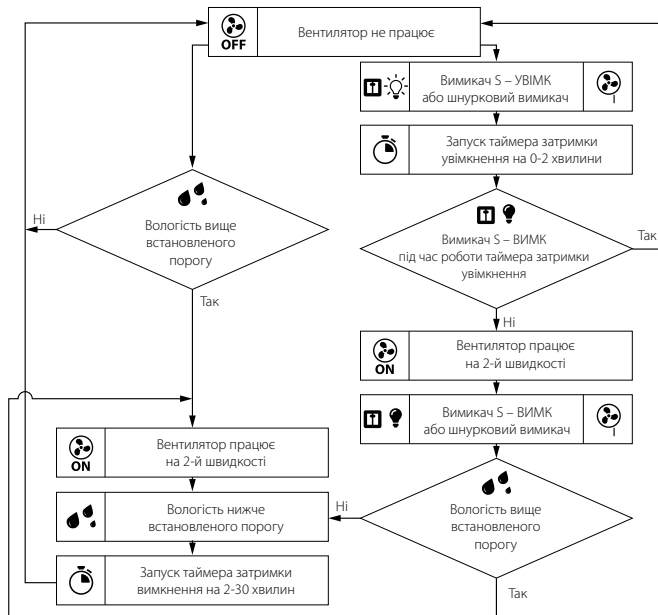 OFF
Вентилятор не працює
Вимикач S – УВІМК
або шнурковий вимикач
Запуск таймера затримки
увімкнення на 0-2 хвилини
Ні
Вологість вище
встановленого
порогу
Так
Вимикач S – ВИМК
під час роботи таймера затримки
увімкнення
Так
Ні
ON
Вентилятор працює
на 2-й швидкості
Вимикач S – ВИМК
або шнурковий вимикач
ON
Вентилятор працює
на 2-й швидкості
Вологість нижче
встановленого порогу
Ні
Вологість вище
встановленого
порогу
Так
Запуск таймера затримки
вимкнення на 2-30 хвилин